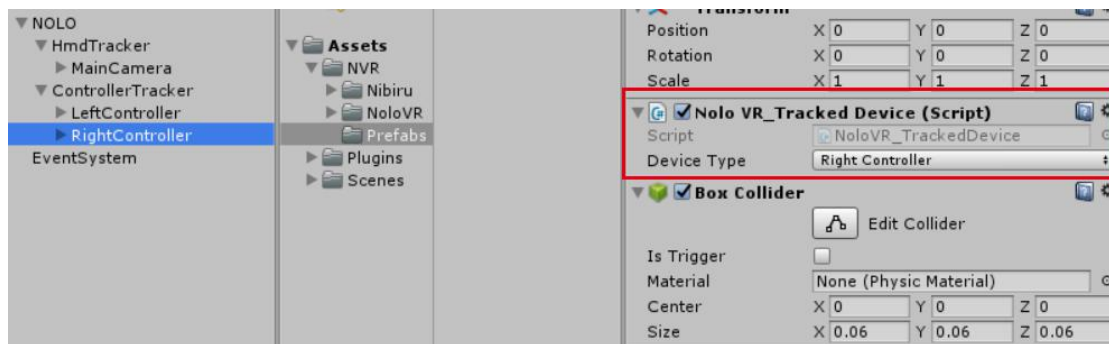 NOLO
HmdTracker
MainCamera
ControllerTracker
LeftController
RightController
EventSystem
Assets
NVR
Nibiru
NoloVR
Prefabs
Plugins
Scenes
Transform
Position X 0 Y 0 Z 0
Rotation X 0 Y 0 Z 0
Scale X 1 Y 1 Z 1
Nolo VR_Tracked Device (Script)
Script NoloVR_TrackedDevice
Device Type Right Controller
Box Collider
Edit Collider
Is Trigger
Material None (Physic Material)
Center X 0 Y 0 Z 0
Size X 0.06 Y 0.06 Z 0.06